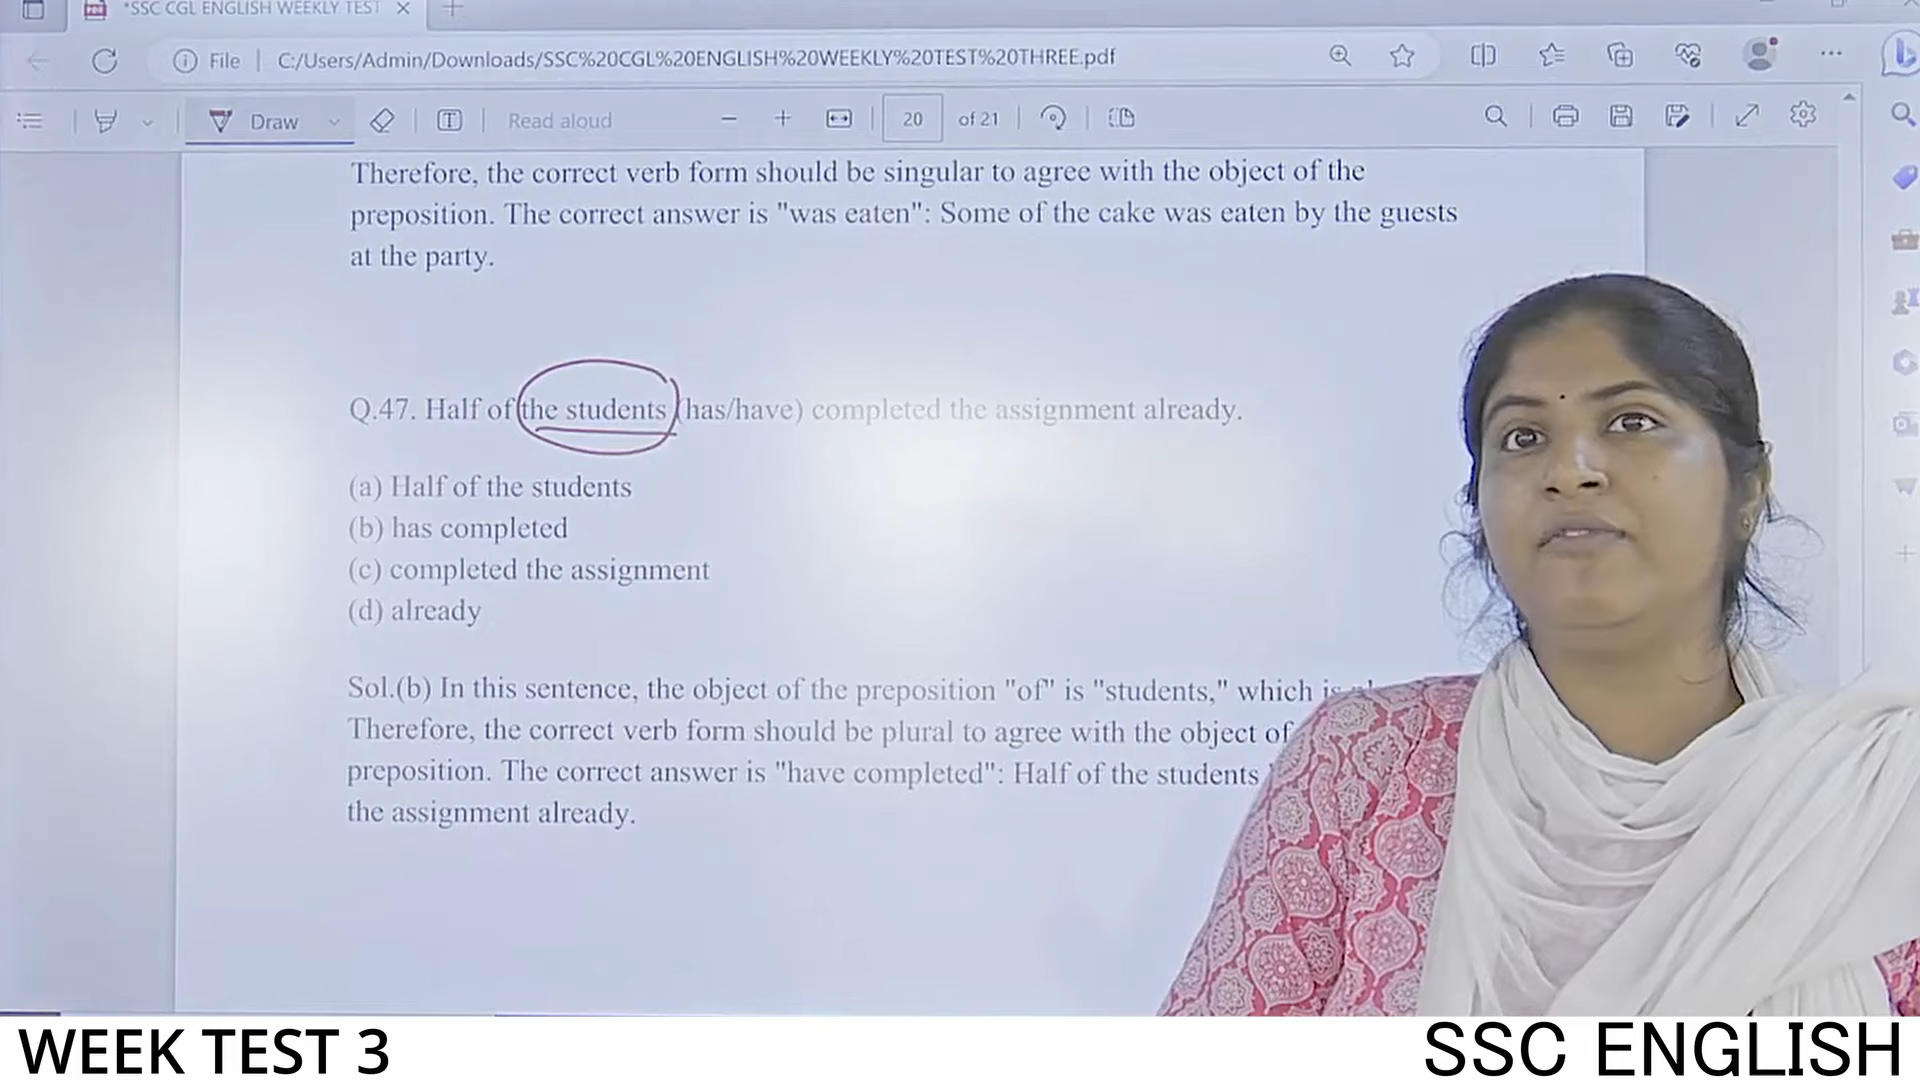 *SSC CGL ENGLISH WEEKLY TEST
File | C:/Users/Admin/Downloads/SSC%20CGL%20ENGLISH%20WEEKLY%20TEST%20THREE.pdf
Draw Read aloud 20 of 21
Therefore, the correct verb form should be singular to agree with the object of the
preposition. The correct answer is "was eaten": Some of the cake was eaten by the guests
at the party.
Q.47. Half of the students (has/have) completed the assignment already.
(a) Half of the students
(b) has completed
(c) completed the assignment
(d) already
Sol.(b) In this sentence, the object of the preposition "of" is "students," which is
Therefore, the correct verb form should be plural to agree with the object of
preposition. The correct answer is "have completed": Half of the students
the assignment already.
WEEK TEST 3
SSC ENGLISH